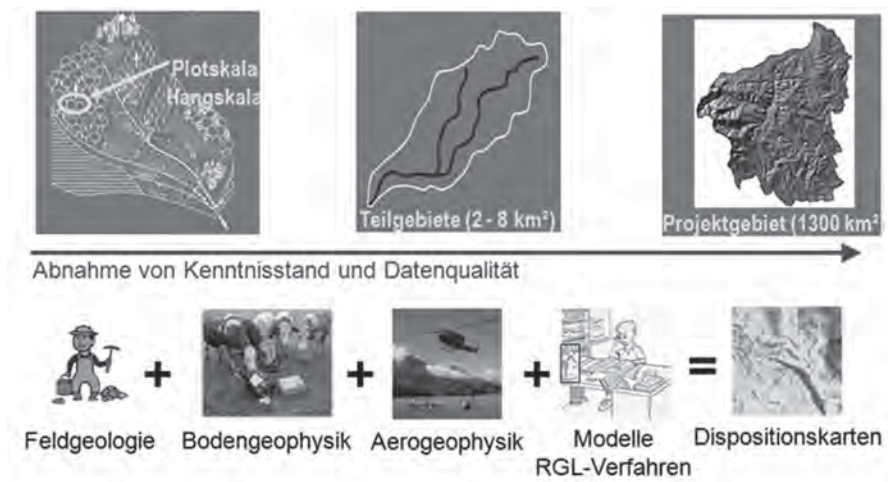 Plotskala
Hangskala
Teilgebiete (2 - 8 km²)
Projektgebiet (1300 km²)
Abnahme von Kenntnisstand und Datenqualität
+ + + =
Feldgeologie Bodengeophysik Aerogeophysik Modelle Dispositionskarten
RGL-Verfahren